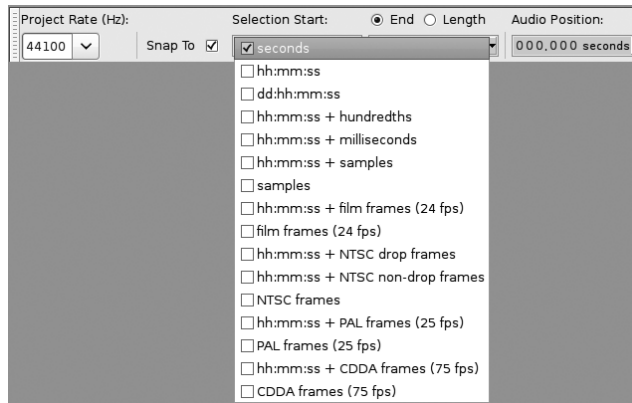 Project Rate (Hz): Selection Start: End Length Audio Position:
44100 Snap To 000,000 seconds
seconds
hh:mm:ss
dd:hh:mm:ss
hh:mm:ss + hundredths
hh:mm:ss + milliseconds
hh:mm:ss + samples
samples
hh:mm:ss + film frames (24 fps)
film frames (24 fps)
hh:mm:ss + NTSC drop frames
hh:mm:ss + NTSC non-drop frames
NTSC frames
hh:mm:ss + PAL frames (25 fps)
PAL frames (25 fps)
hh:mm:ss + CDDA frames (75 fps)
CDDA frames (75 fps)